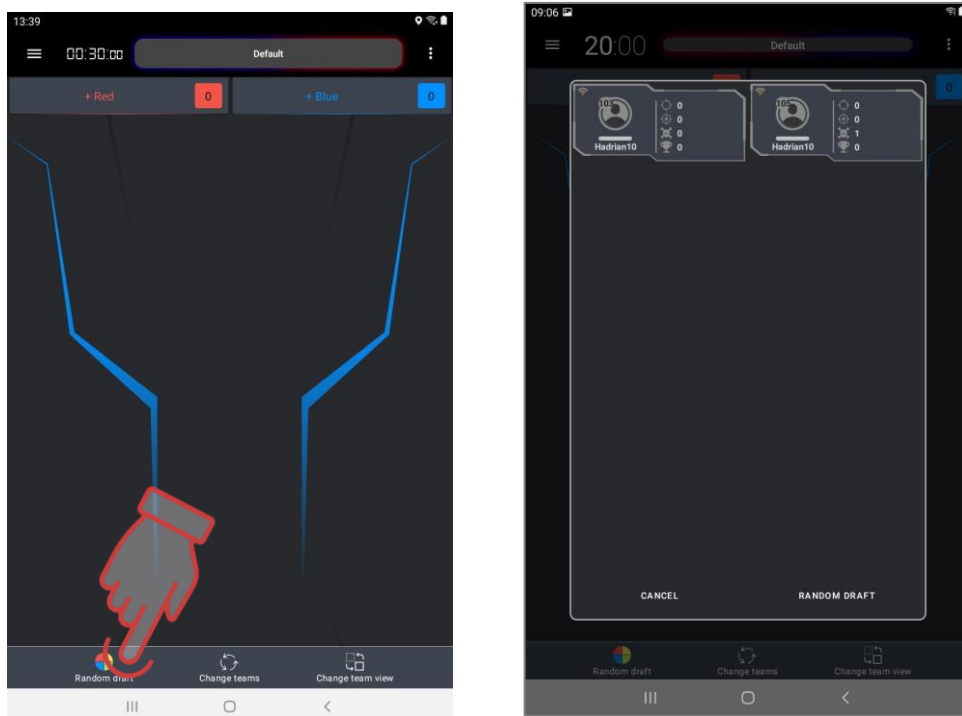 13:39
00:30:00
Default
+ Red
0
+ Blue
0
Random draft
Change teams
Change team view
09:06
20:00
Default
0
103
Hadrian10
0
0
0
0
105
Hadrian10
0
0
1
0
CANCEL
RANDOM DRAFT
Random draft
Change teams
Change team view